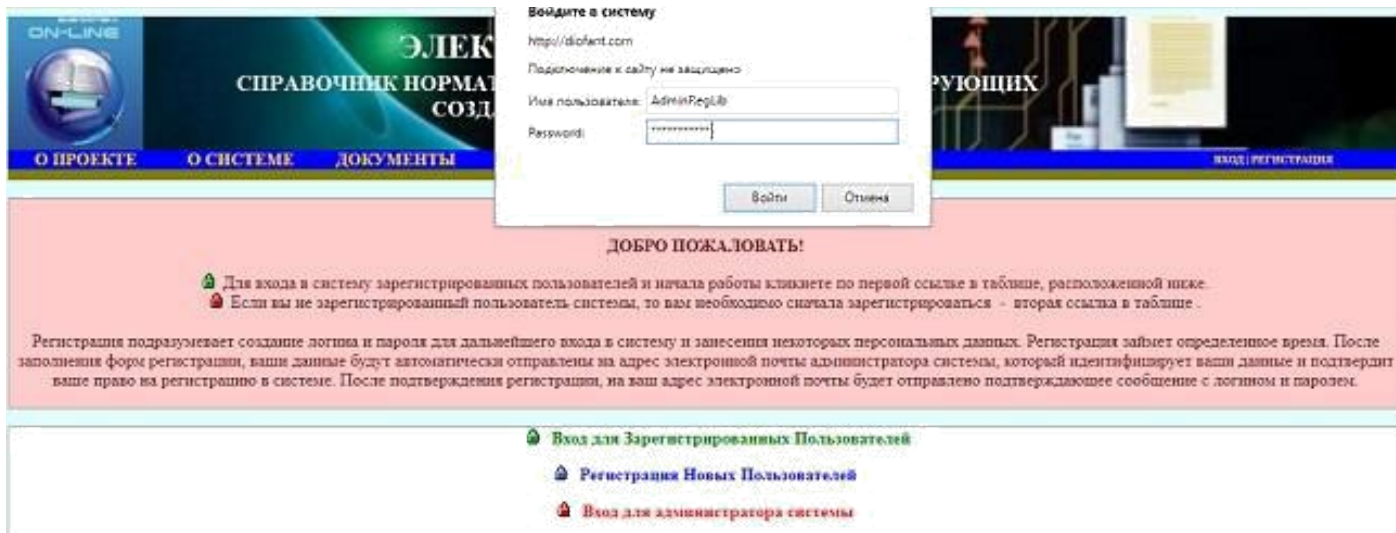 ON-LINE
ЭЛЕК
СПРАВОЧНИК НОРМАТ
РУЮЩИХ
СОЗД
Войдите в систему
http://diofant.com
Подключение к сайту не защищено
Имя пользователя: AdminRegLib
Password: ************
Войти Отмена
О ПРОЕКТЕ О СИСТЕМЕ ДОКУМЕНТЫ ВХОД | РЕГИСТРАЦИЯ
ДОБРО ПОЖАЛОВАТЬ!
Для входа в систему зарегистрированных пользователей и начала работы кликнете по первой ссылке в таблице, расположенной ниже.
Если вы не зарегистрированный пользователь системы, то вам необходимо сначала зарегистрироваться - вторая ссылка в таблице .
Регистрация подразумевает создание логина и пароля для дальнейшего входа в систему и занесения некоторых персональных данных. Регистрация займет определенное время. После
заполнения форм регистрации, ваши данные будут автоматически отправлены на адрес электронной почты администратора системы, который идентифицирует ваши данные и подтвердит
ваше право на регистрацию в системе. После подтверждения регистрации, на ваш адрес электронной почты будет отправлено подтверждающее сообщение с логином и паролем.
Вход для Зарегистрированных Пользователей
Регистрация Новых Пользователей
Вход для администратора системы